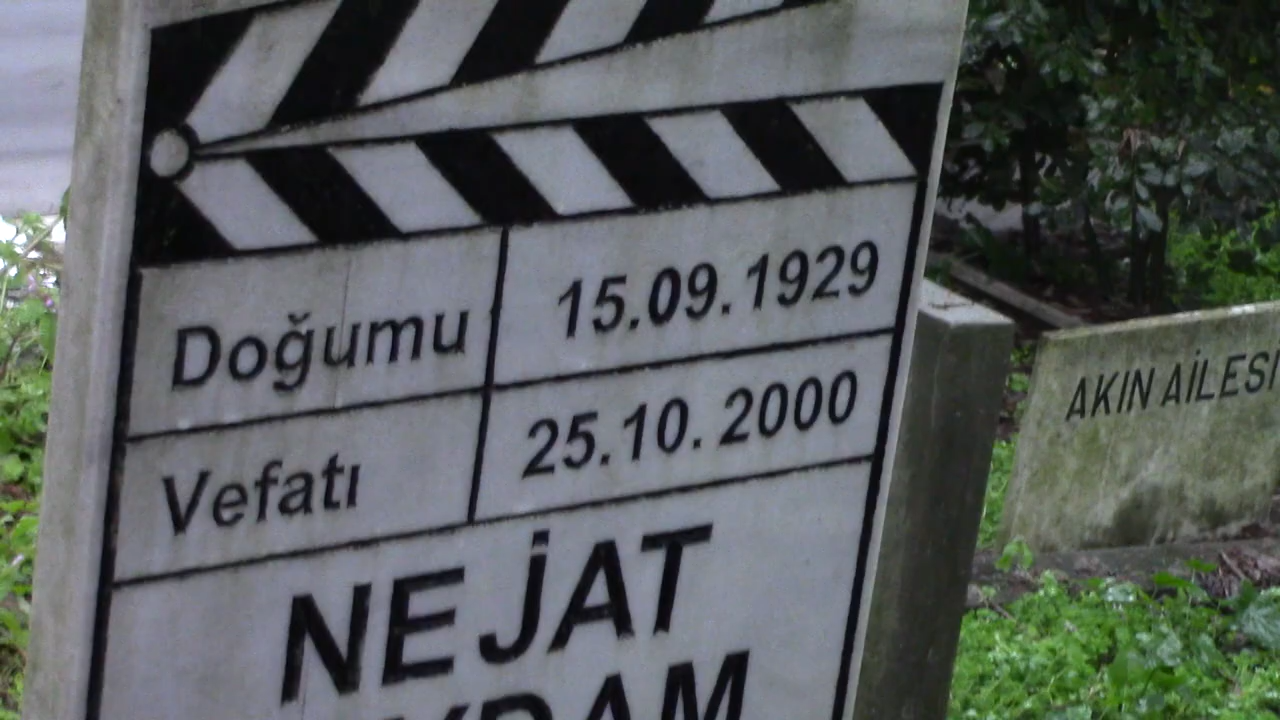 Doğumu 15.09.1929
Vefatı 25.10.2000
NEJAT
AKIN AİLESİ